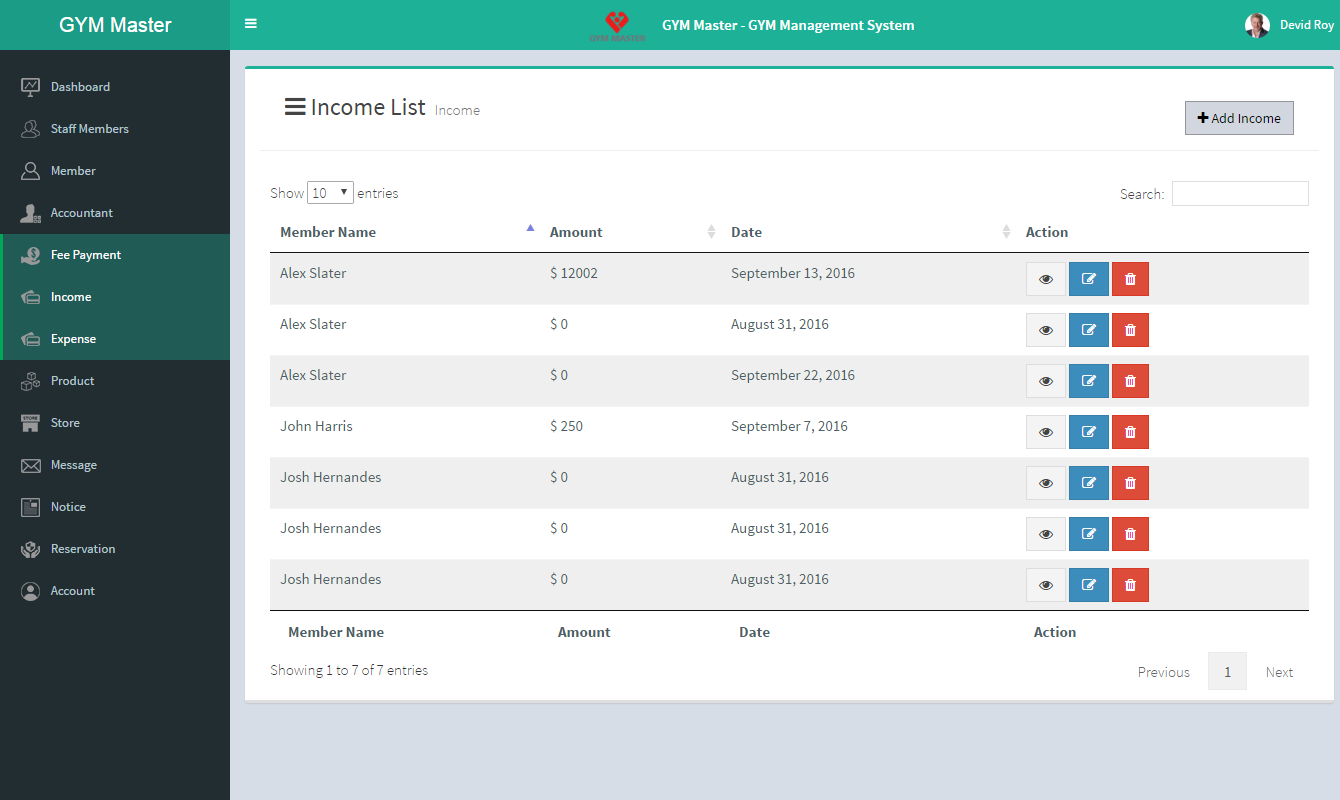 GYM Master
GYM MASTER
GYM Master - GYM Management System
Devid Roy
Dashboard
Staff Members
Member
Accountant
Fee Payment
Income
Expense
Product
STORE
Store
Message
Notice
Reservation
Account
Income List Income
Add Income
Show 10 entries
Search:
Member Name Amount Date Action
Alex Slater $ 12002 September 13, 2016
Alex Slater $ 0 August 31, 2016
Alex Slater $ 0 September 22, 2016
John Harris $ 250 September 7, 2016
Josh Hernandes $ 0 August 31, 2016
Josh Hernandes $ 0 August 31, 2016
Josh Hernandes $ 0 August 31, 2016
Member Name Amount Date Action
Showing 1 to 7 of 7 entries
Previous 1 Next